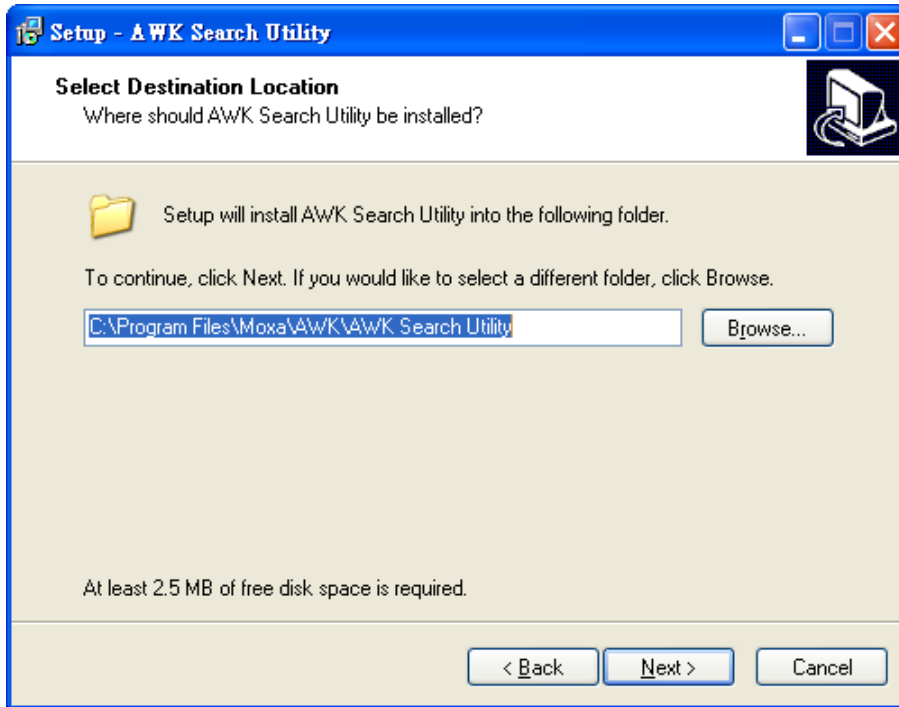 Setup - AWK Search Utility
Select Destination Location
Where should AWK Search Utility be installed?
Setup will install AWK Search Utility into the following folder.
To continue, click Next. If you would like to select a different folder, click Browse.
C:\Program Files\Moxa\AWK\AWK Search Utility
Browse...
At least 2.5 MB of free disk space is required.
< Back
Next >
Cancel